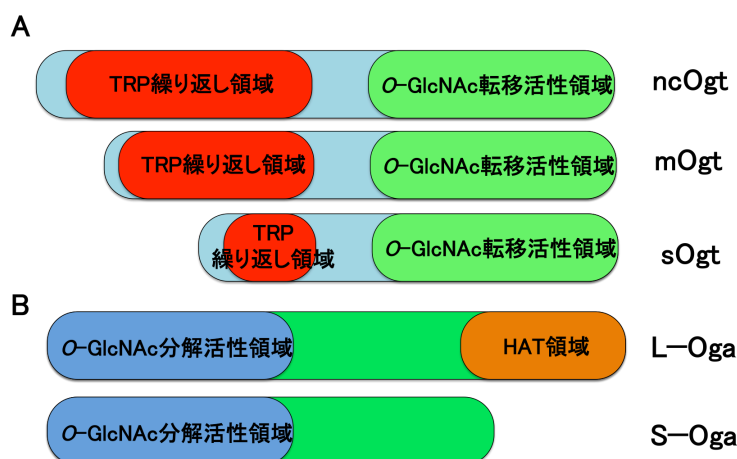 A
TRP繰り返し領域
O-GlcNAc転移活性領域
ncOgt
TRP繰り返し領域
O-GlcNAc転移活性領域
mOgt
TRP
繰り返し領域
O-GlcNAc転移活性領域
sOgt
B
O-GlcNAc分解活性領域
HAT領域
L-Oga
O-GlcNAc分解活性領域
S-Oga